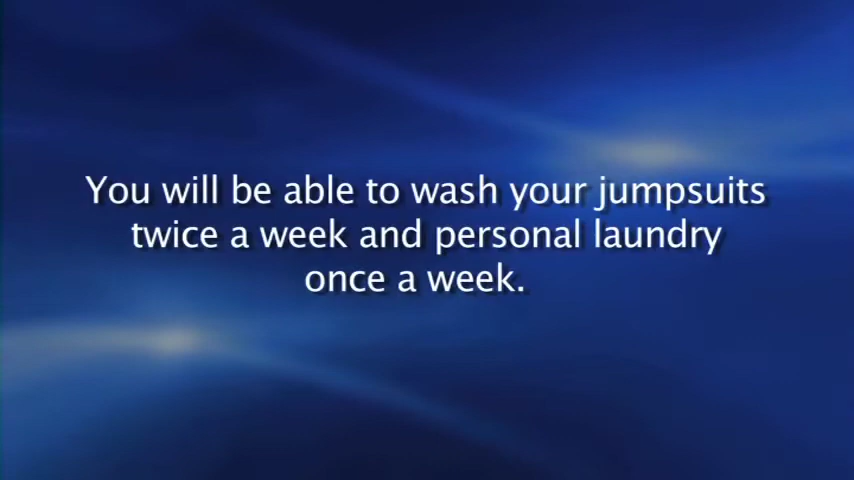 You will be able to wash your jumpsuits
twice a week and personal laundry
once a week.